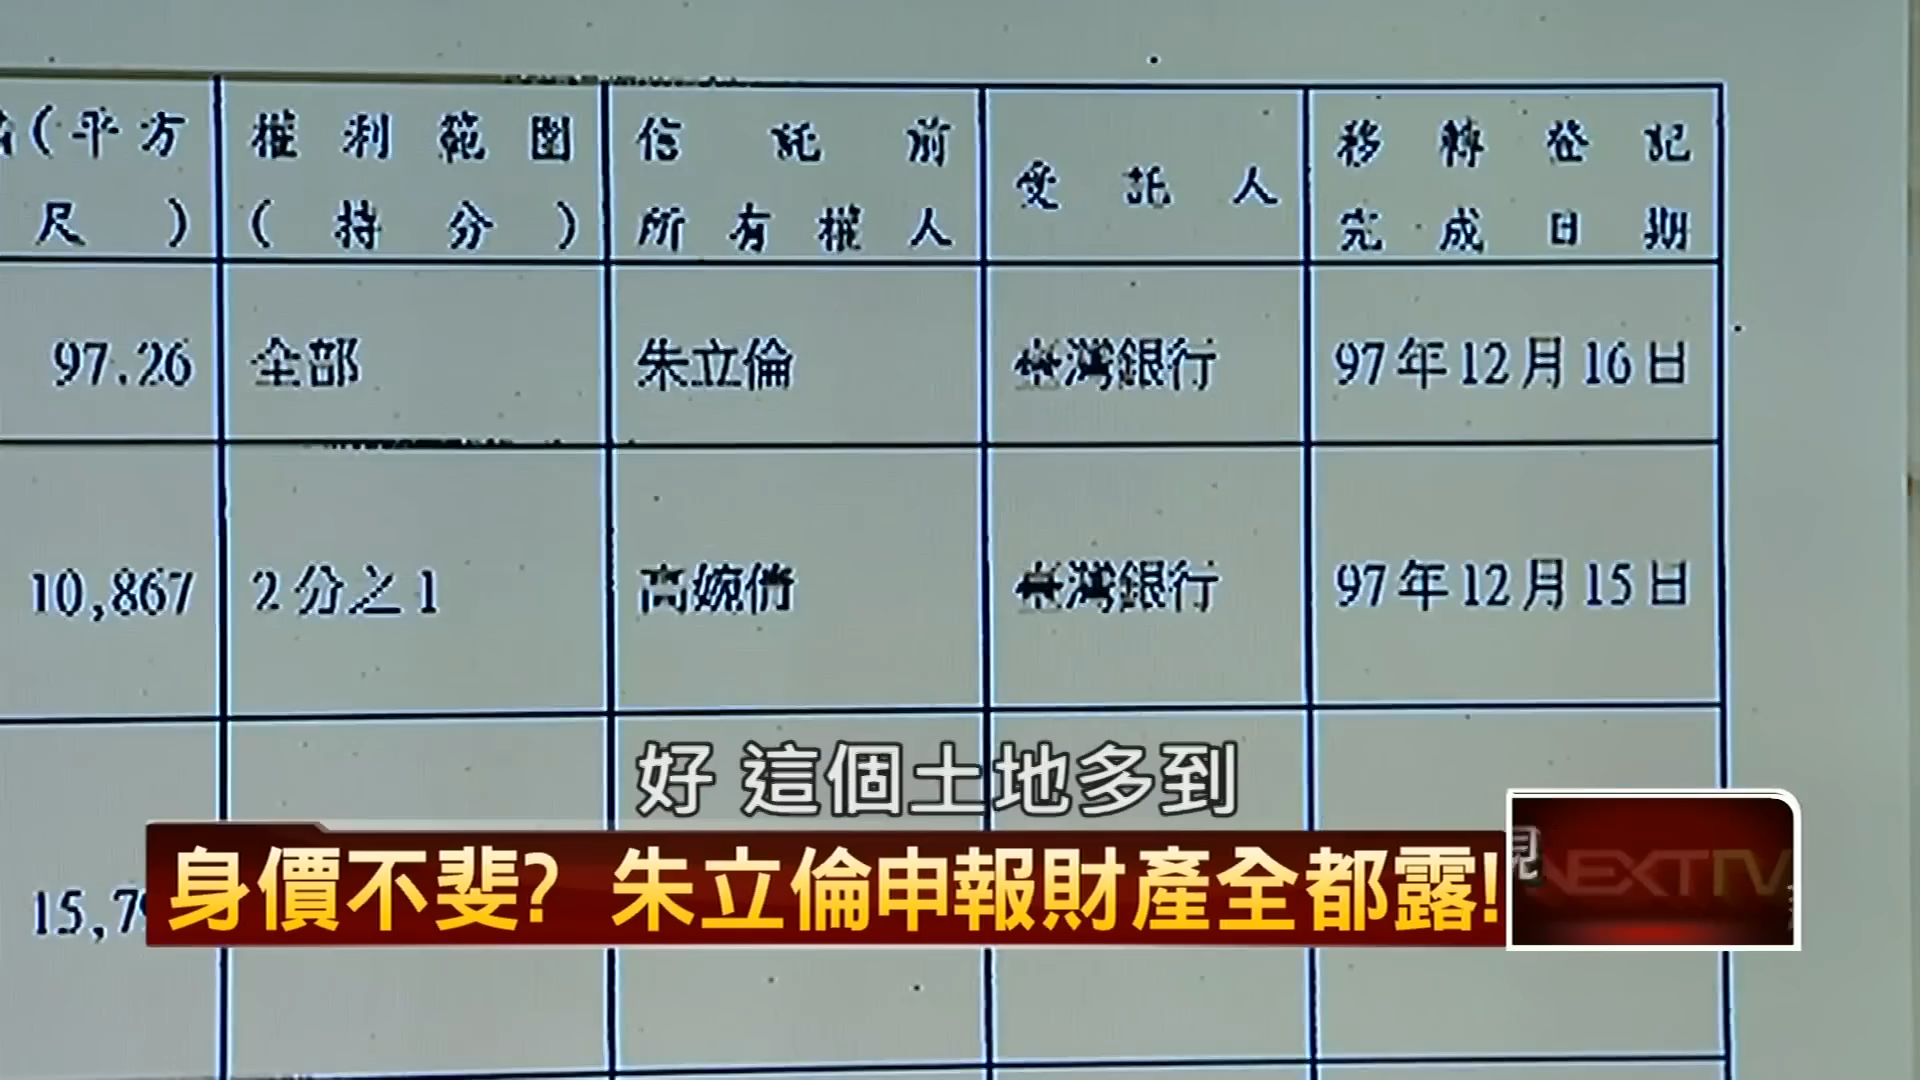 (平方
尺)
權利範圍
(持分)
信託前
所有權人
受託人
移轉登記
完成日期
97.26 全部 朱立倫 臺灣銀行 97年12月16日
10,867 2分之1 高婉倩 臺灣銀行 97年12月15日
好 這個土地多到
15,7
身價不斐? 朱立倫申報財產全都露!
NEXTTV